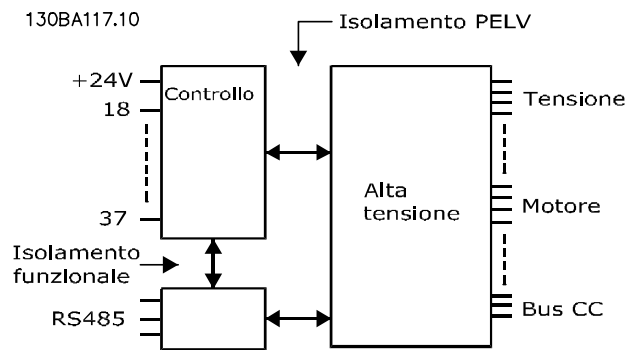 130BA117.10
Isolamento PELV
+24V
Controllo
18
37
Alta
tensione
Tensione
Motore
Bus CC
Isolamento
funzionale
RS485